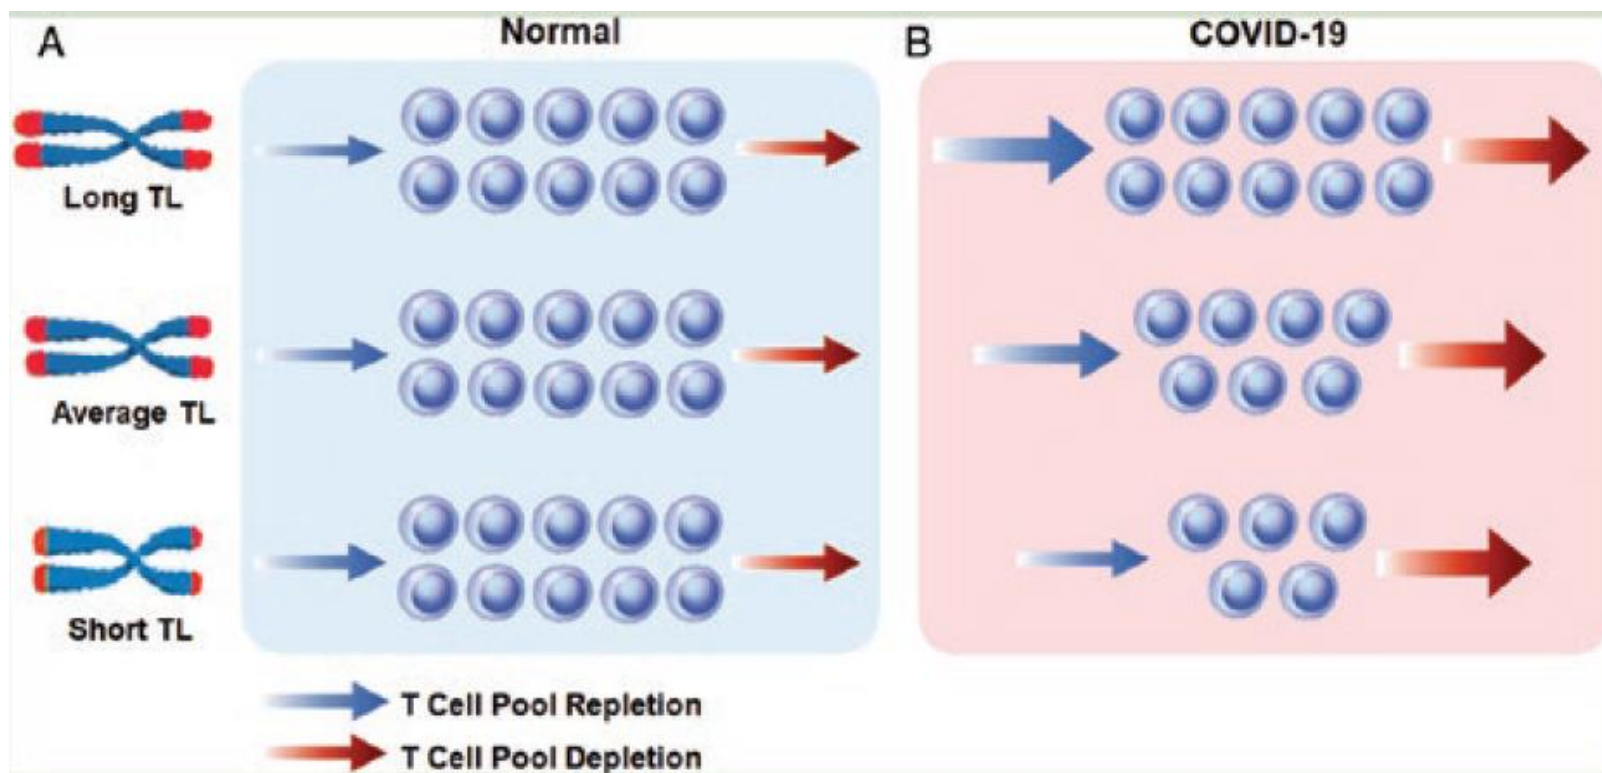 A
Normal
B
COVID-19
Long TL
Average TL
Short TL
T Cell Pool Repletion
T Cell Pool Depletion